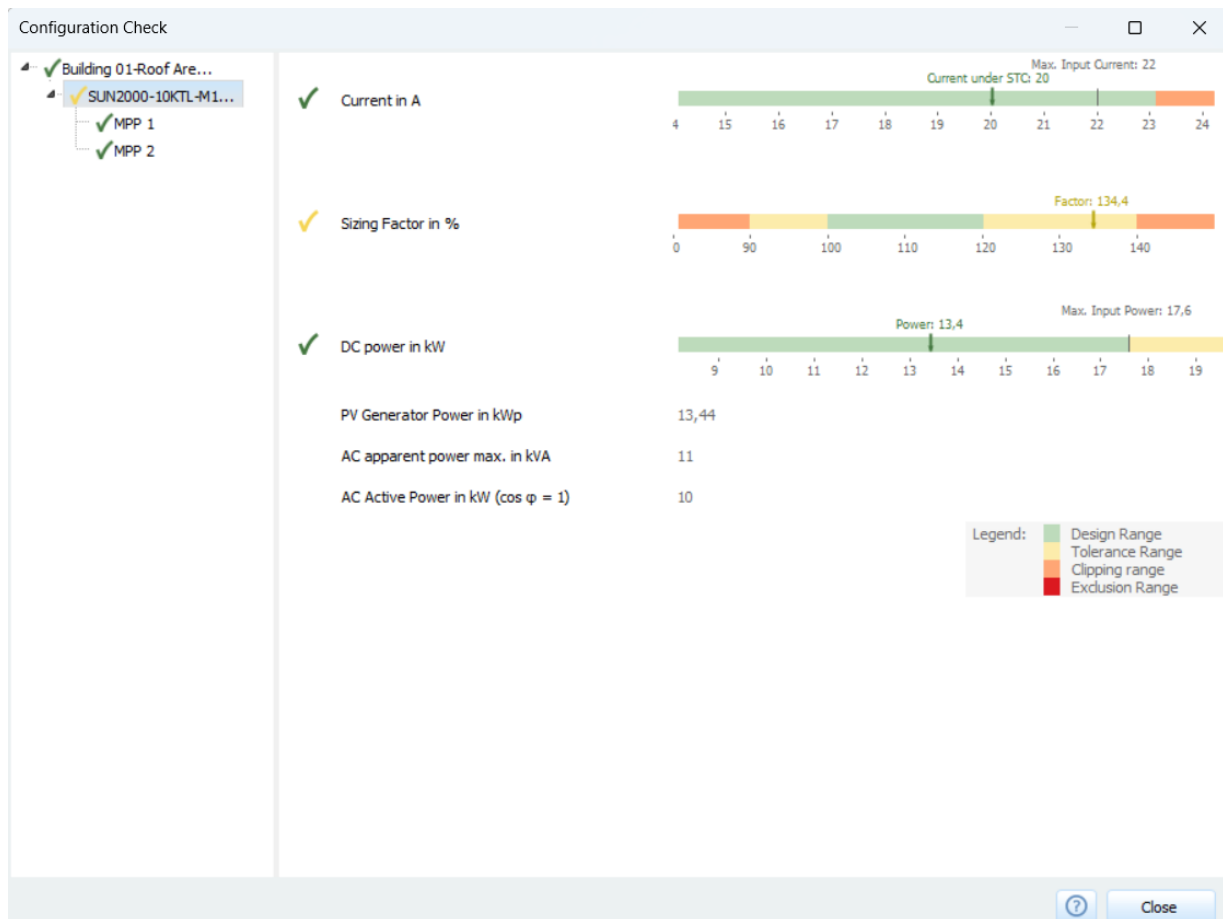 Configuration Check
Building 01-Roof Are...
SUN2000-10KTL-M1...
MPP 1
MPP 2
Max. Input Current: 22
Current under STC: 20
Current in A
4 15 16 17 18 19 20 21 22 23 24
Factor: 134,4
Sizing Factor in %
0 90 100 110 120 130 140
Max. Input Power: 17,6
Power: 13,4
DC power in kW
9 10 11 12 13 14 15 16 17 18 19
PV Generator Power in kWp 13,44
AC apparent power max. in kVA 11
AC Active Power in kW (cos φ = 1) 10
Legend: Design Range
Tolerance Range
Clipping range
Exclusion Range
? Close